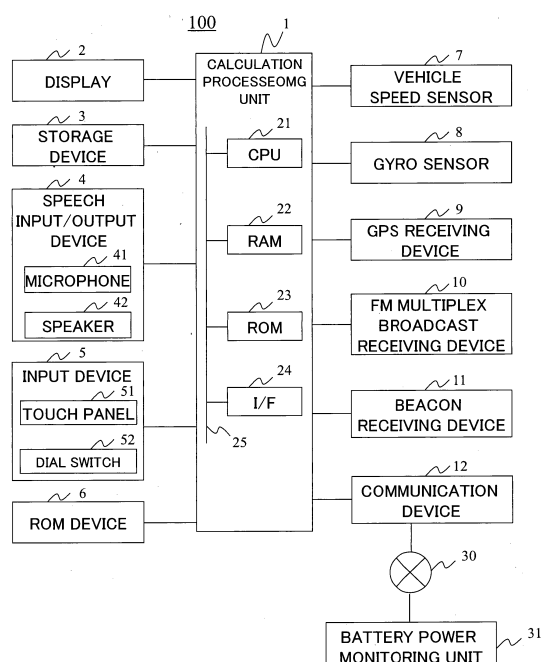 100
1
CALCULATION
PROCESSEOMG
UNIT
2
DISPLAY
3
STORAGE
DEVICE
4
SPEECH
INPUT/OUTPUT
DEVICE
41
MICROPHONE
42
SPEAKER
5
INPUT DEVICE
51
TOUCH PANEL
52
DIAL SWITCH
6
ROM DEVICE
21
CPU
22
RAM
23
ROM
24
I/F
25
7
VEHICLE
SPEED SENSOR
8
GYRO SENSOR
9
GPS RECEIVING
DEVICE
10
FM MULTIPLEX
BROADCAST
RECEIVING DEVICE
11
BEACON
RECEIVING DEVICE
12
COMMUNICATION
DEVICE
30
31
BATTERY POWER
MONITORING UNIT